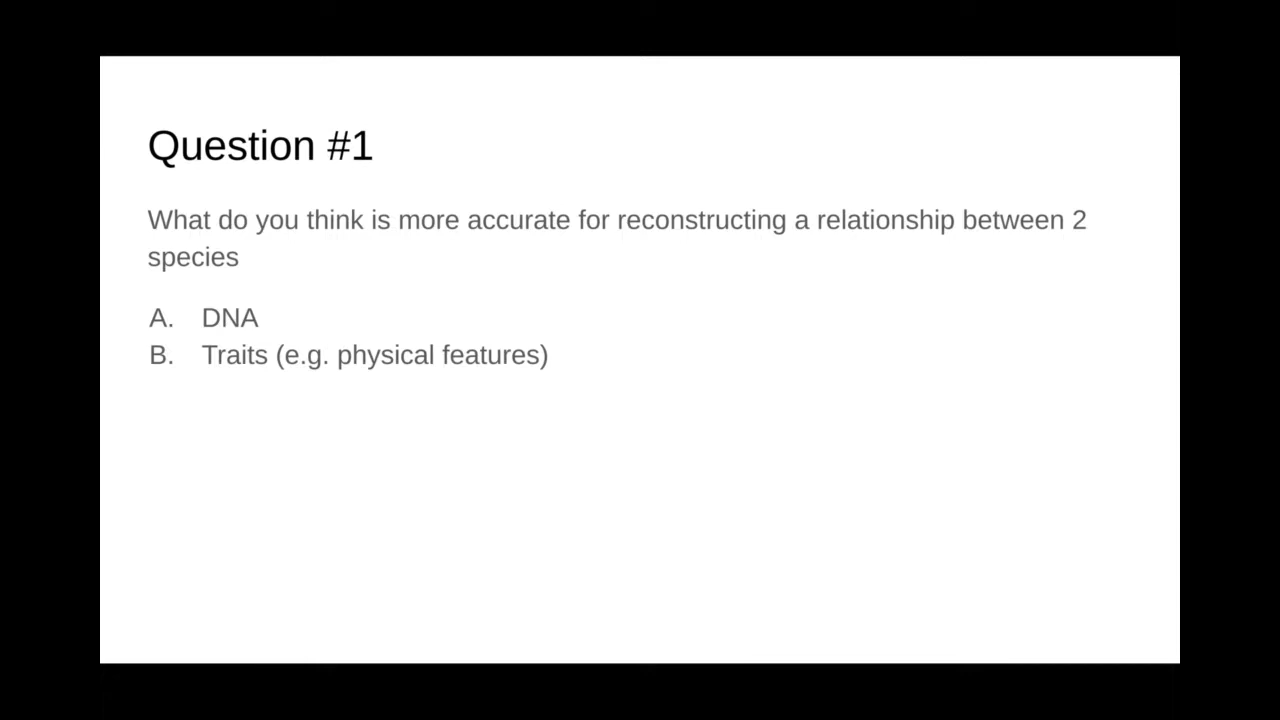 Question #1
What do you think is more accurate for reconstructing a relationship between 2
species
A. DNA
B. Traits (e.g. physical features)